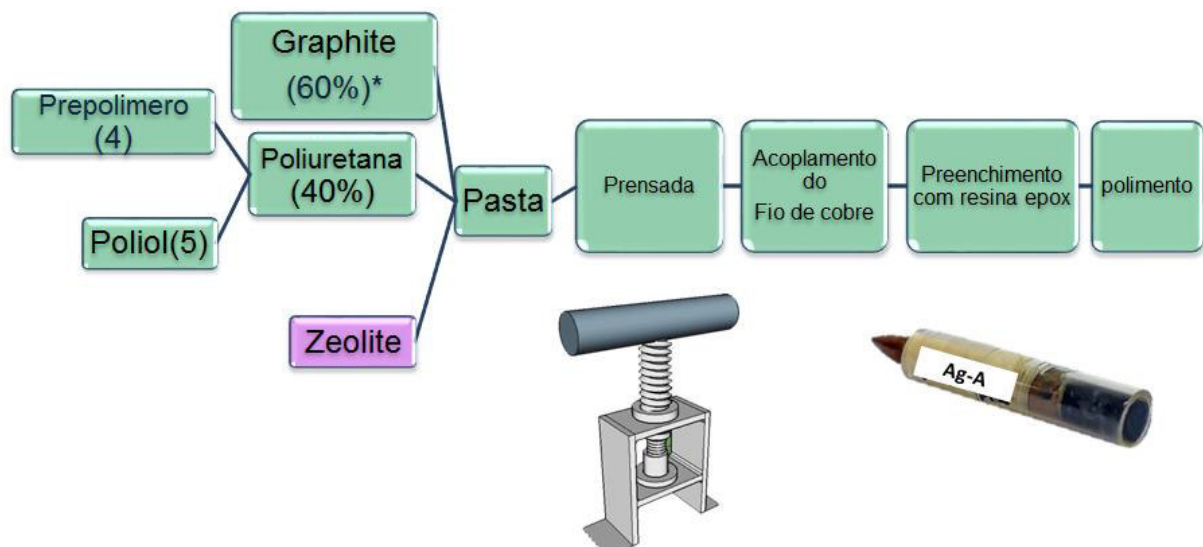 Graphite
(60%)*
Prepolimero
(4)
Poliuretana
(40%)
Poliol(5)
Zeolite
Pasta
Prensada
Acoplamento
do
Fio de cobre
Preenchimento
com resina epox
polimento
Ag-A